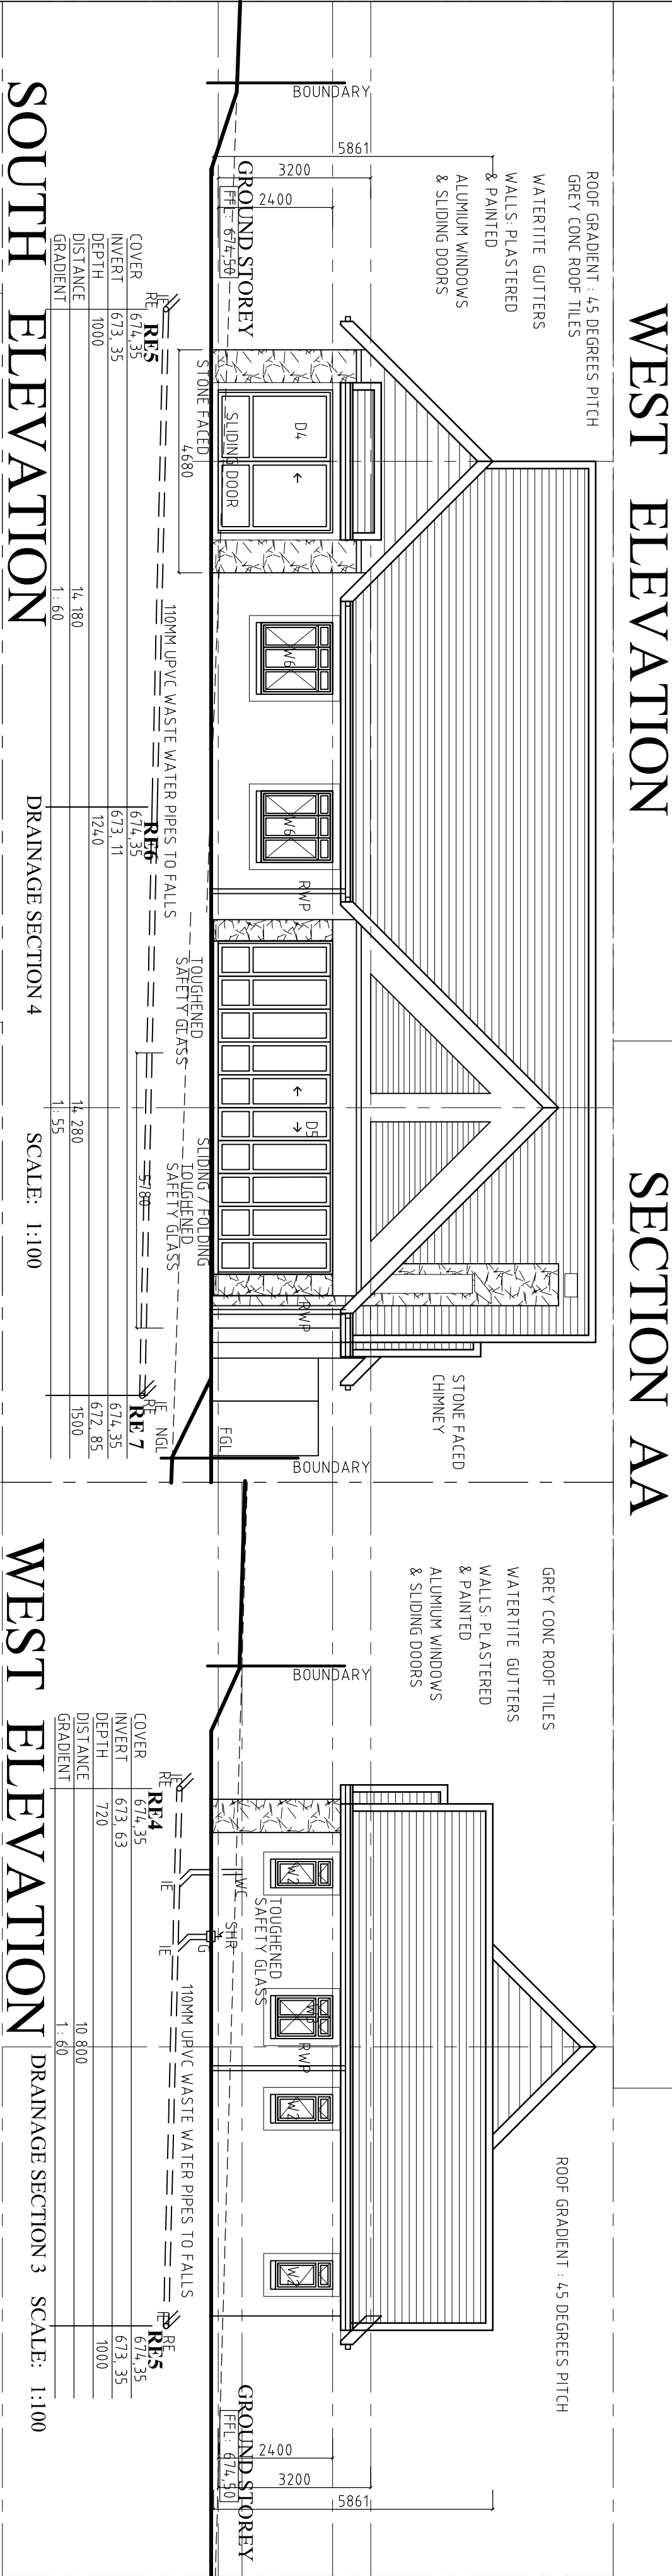 WEST ELEVATION
SECTION AA
ROOF GRADIENT : 45 DEGREES PITCH
GREY CONC ROOF TILES
WATERTITE GUTTERS
WALLS: PLASTERED
& PAINTED
ALUMIUM WINDOWS
& SLIDING DOORS
BOUNDARY
5861
3200
2400
GROUND STOREY
FFL: 674,50
D4
SLIDING DOOR
STONE FACED
4680
W6
W6
RWP
D5
TOUGHENED
SAFETY GLASS
SLIDING / FOLDING
TOUGHENED
SAFETY GLASS
5780
RWP
STONE FACED
CHIMNEY
FGL
BOUNDARY
NGL
IE
RE
RE5
110MM UPVC WASTE WATER PIPES TO FALLS
RE6
IE
RE
RE 7
COVER 674,35 674,35 674,35
INVERT 673,35 673,11 672,85
DEPTH 1000 1240 1500
DISTANCE 14 180 14 280
GRADIENT 1:60 1:55
DRAINAGE SECTION 4 SCALE: 1:100
SOUTH ELEVATION
GREY CONC ROOF TILES
WATERTITE GUTTERS
WALLS: PLASTERED
& PAINTED
ALUMIUM WINDOWS
& SLIDING DOORS
ROOF GRADIENT : 45 DEGREES PITCH
BOUNDARY
W2
RWP
W2
W2
TOUGHENED
SAFETY GLASS
WC
SHR
G
IE
IE
5861
3200
2400
GROUND STOREY
FFL: 674,50
IE
RE
RE4
110MM UPVC WASTE WATER PIPES TO FALLS
RE
RE5
COVER 674,35 674,35
INVERT 673,63 673,35
DEPTH 720 1000
DISTANCE 10 800
GRADIENT 1:60
WEST ELEVATION
DRAINAGE SECTION 3 SCALE: 1:100